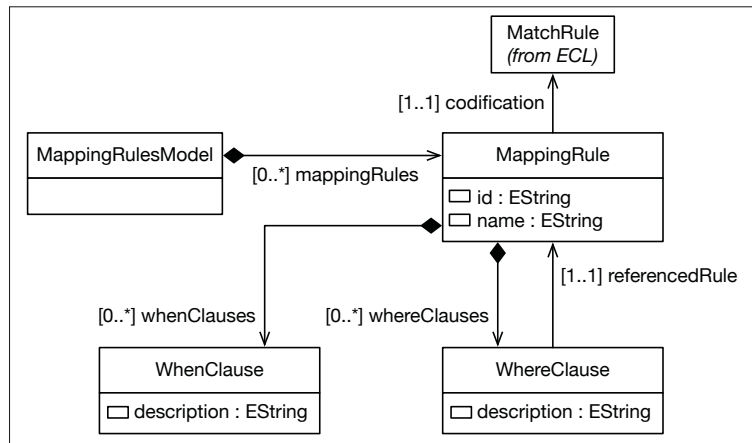 MatchRule
(from ECL)
[1..1] codification
MappingRulesModel
MappingRule
[0..*] mappingRules
id : EString
name : EString
[1..1] referencedRule
[0..*] whenClauses
[0..*] whereClauses
WhenClause
WhereClause
description : EString
description : EString